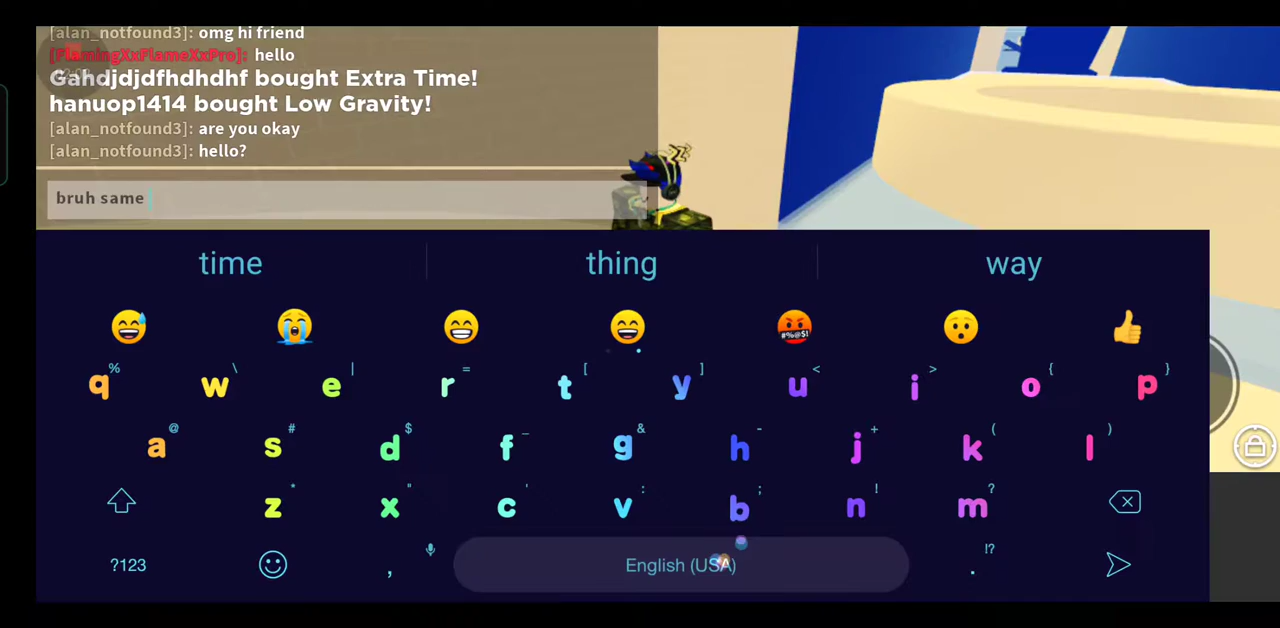 [alan_notfound3]: omg hi friend
[FlamingXxFlameXxPro]: hello
Gahdjdjdfhdhdhf bought Extra Time!
hanuop1414 bought Low Gravity!
[alan_notfound3]: are you okay
[alan_notfound3]: hello?
bruh same
time thing way
#%@$!
% \ | = [ ] < > { }
q w e r t y u i o p
@ # $ _ & - + ( )
a s d f g h j k l
* " ' : ; ! ?
z x c v b n m
!?
?123 , English (USA) .